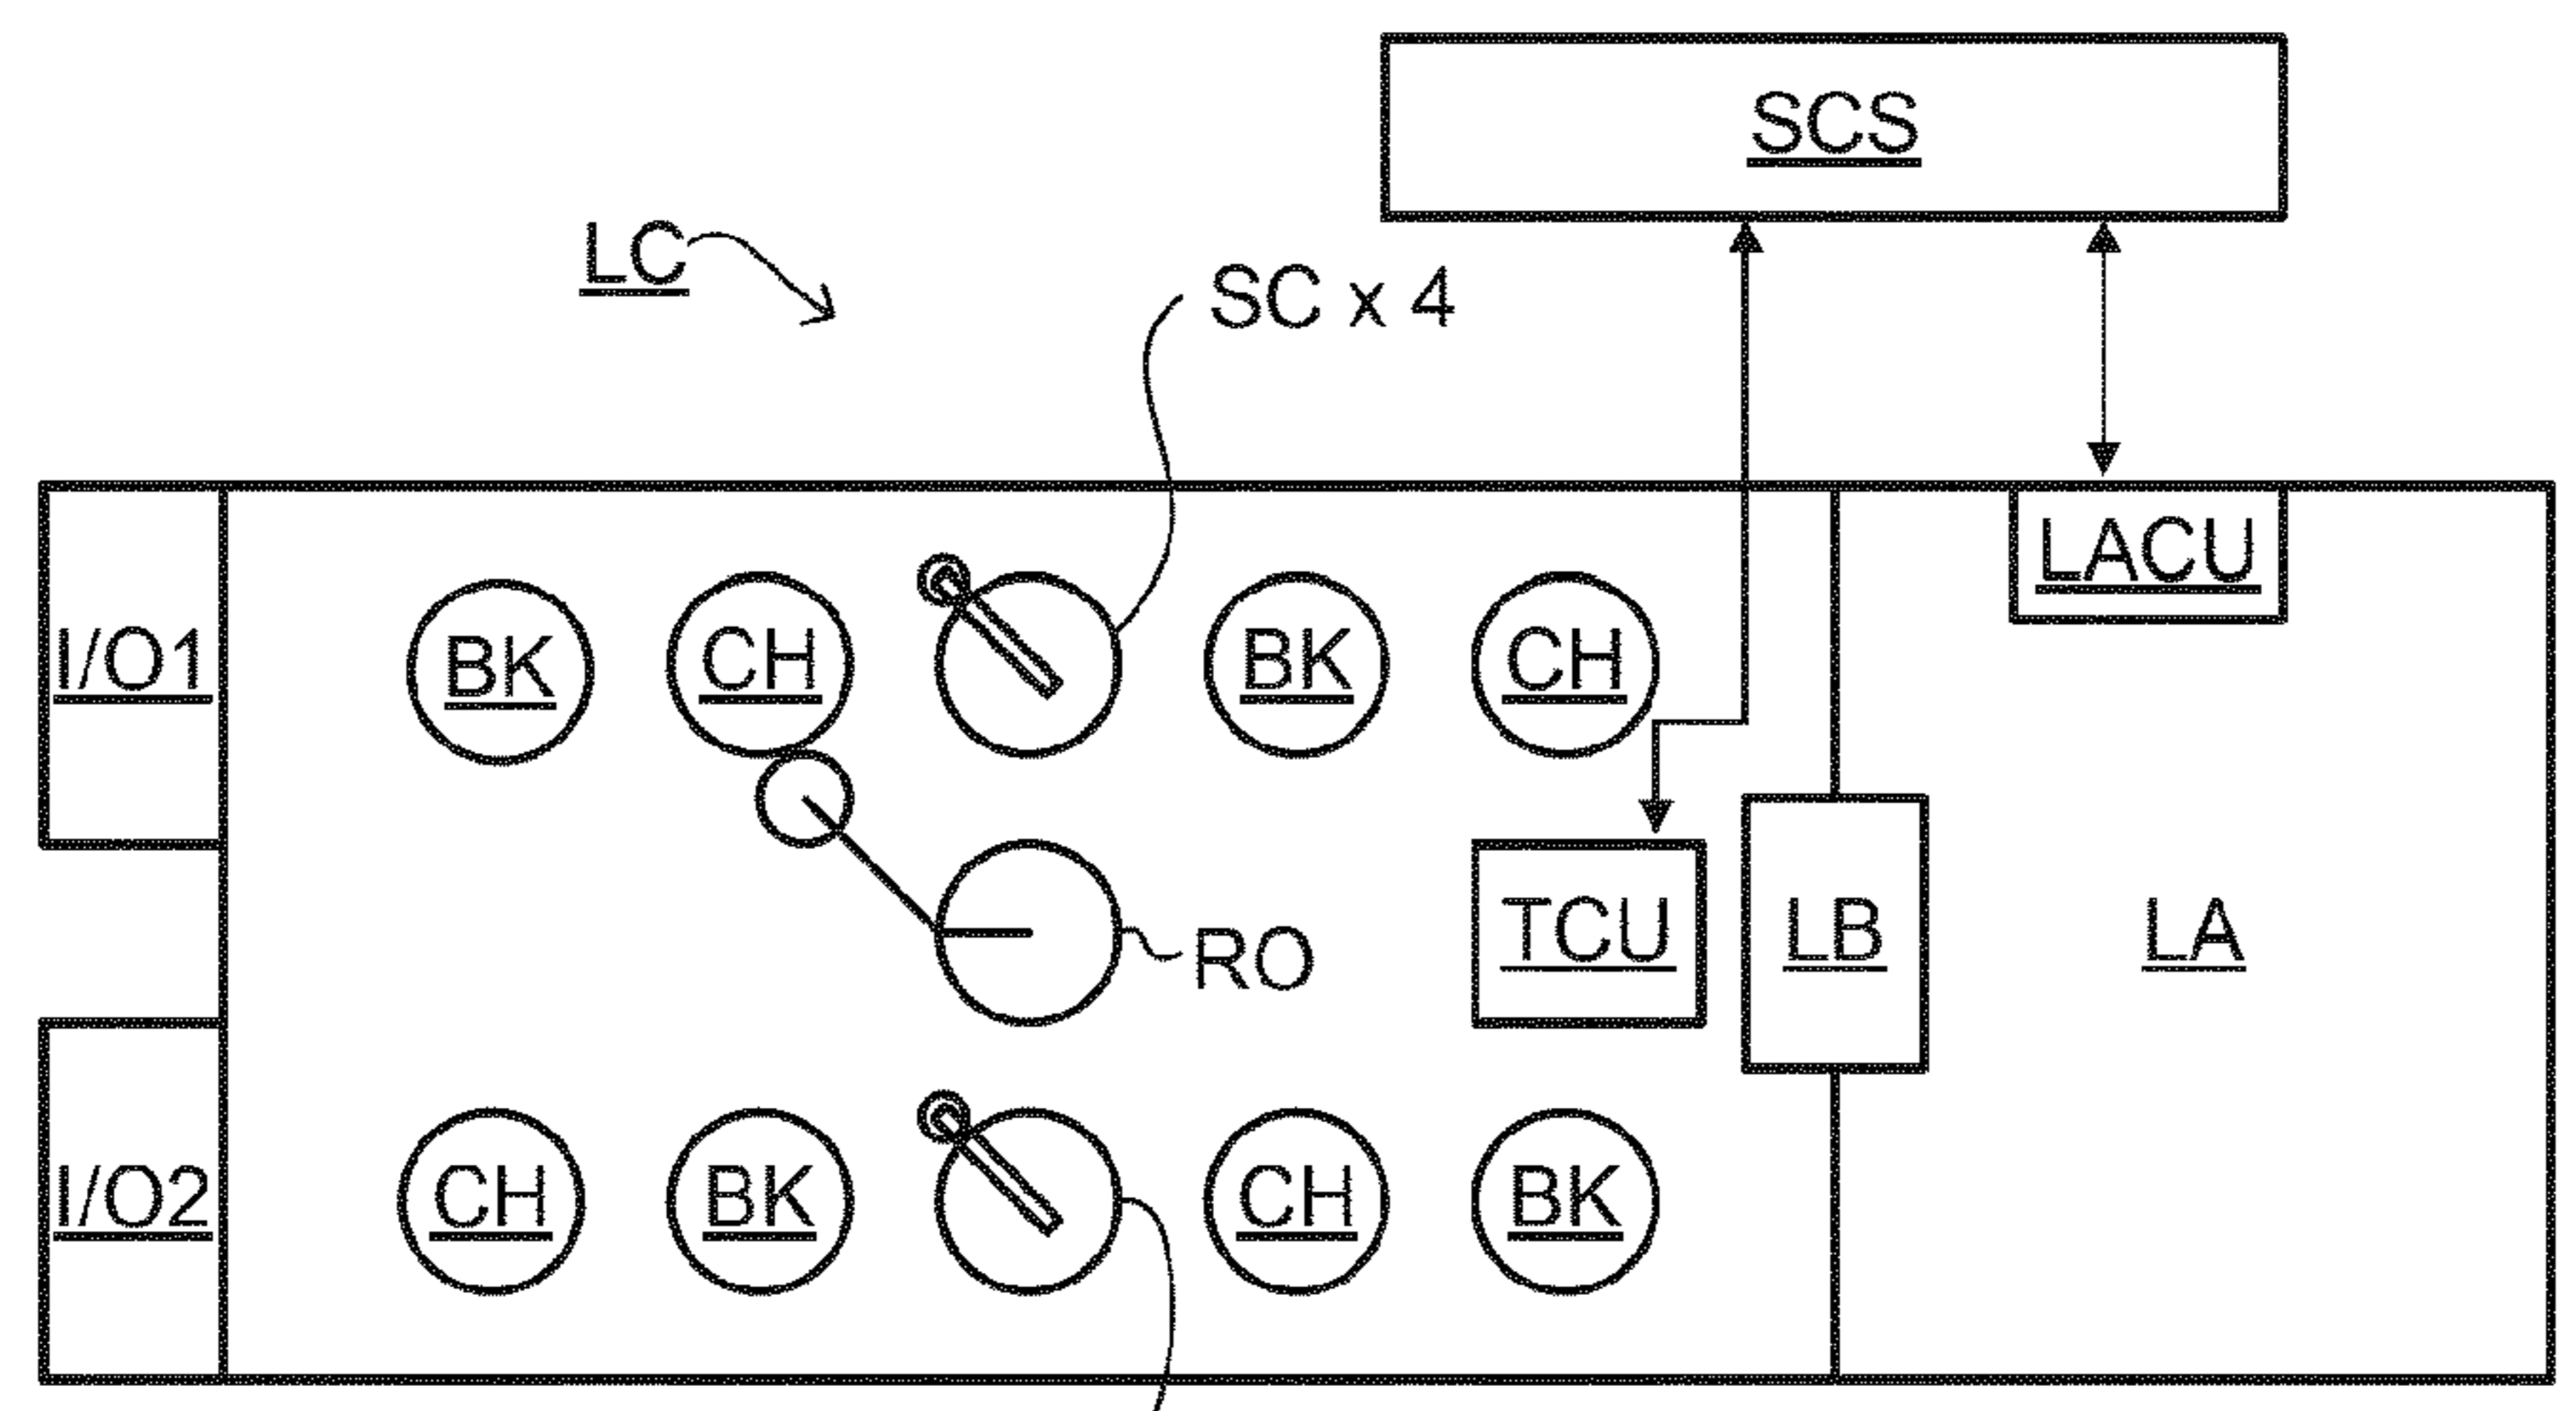 SCS
LC
SC x 4
LACU
I/O1
BK
CH
BK
CH
RO
TCU
LB
LA
I/O2
CH
BK
CH
BK